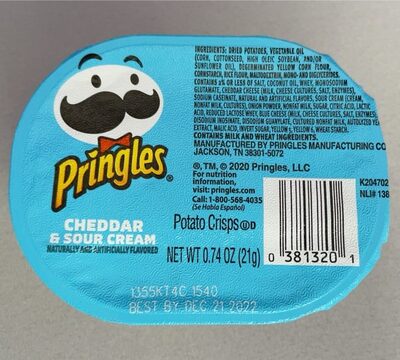 Pringles®
CHEDDAR
& SOUR CREAM
NATURALLY AND ARTIFICIALLY FLAVORED
INGREDIENTS: DRIED POTATOES, VEGETABLE OIL
(CORN, COTTONSEED, HIGH OLEIC SOYBEAN, AND/OR
SUNFLOWER OIL), DEGERMINATED YELLOW CORN FLOUR,
CORNSTARCH, RICE FLOUR, MALTODEXTRIN, MONO- AND DIGLYCERIDES.
CONTAINS 2% OR LESS OF SALT, COCONUT OIL, WHEY, MONOSODIUM
GLUTAMATE, CHEDDAR CHEESE (MILK, CHEESE CULTURES, SALT, ENZYMES),
SODIUM CASEINATE, NATURAL AND ARTIFICIAL FLAVORS, SOUR CREAM (CREAM,
NONFAT MILK, CULTURES), ONION POWDER, NONFAT MILK, SUGAR, CITRIC ACID, LACTIC
ACID, REDUCED LACTOSE WHEY, BLUE CHEESE (MILK, CHEESE CULTURES, SALT, ENZYMES),
DISODIUM INOSINATE, DISODIUM GUANYLATE, CULTURED NONFAT MILK, AUTOLYZED YE
EXTRACT, MALIC ACID, INVERT SUGAR, YELLOW 5, YELLOW 6, WHEAT STARCH.
CONTAINS MILK AND WHEAT INGREDIENTS.
MANUFACTURED BY PRINGLES MANUFACTURING CO
JACKSON, TN 38301-5072
®, TM, © 2020 Pringles, LLC
For nutrition
information,
visit: pringles.com
Call: 1-800-568-4035
(Se Habla Español)
K204702
NLI# 138
Potato Crisps ⓊD
NET WT 0.74 OZ (21g)
0 381320 1
1355KT4C 1540
BEST BY DEC 21 2022